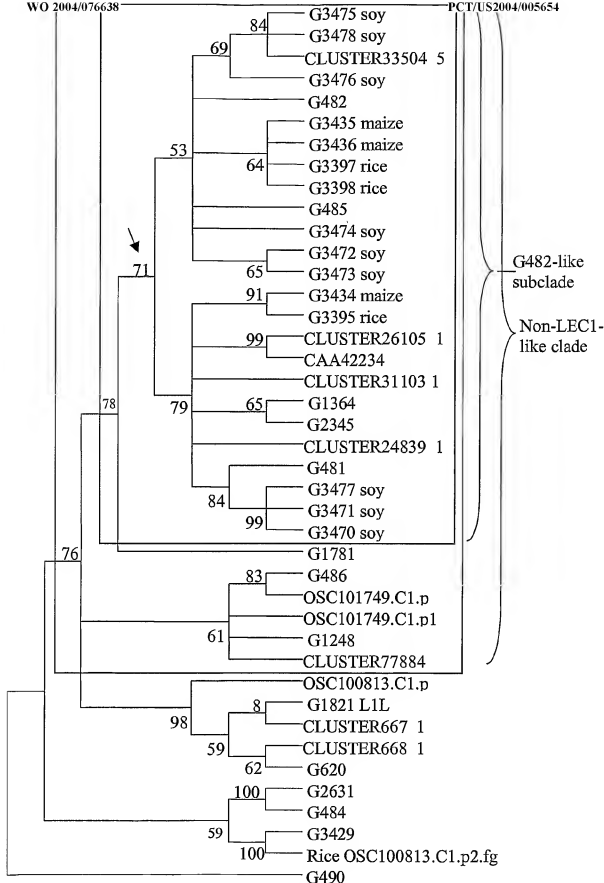 WO 2004/076638 PCT/US2004/005654
84 G3475 soy
G3478 soy
69 CLUSTER33504 5
G3476 soy
G482
G3435 maize
G3436 maize
53
64 G3397 rice
G3398 rice
G485
G3474 soy
G3472 soy
65 G3473 soy
71
G482-like
subclade
91 G3434 maize
G3395 rice
Non-LEC1-
like clade
99 CLUSTER26105 1
CAA42234
CLUSTER31103 1
78 79 65 G1364
G2345
CLUSTER24839 1
G481
84 G3477 soy
G3471 soy
99 G3470 soy
76 G1781
83 G486
OSC101749.C1.p
OSC101749.C1.p1
61 G1248
CLUSTER77884
OSC100813.C1.p
98 8 G1821 L1L
CLUSTER667 1
59 CLUSTER668 1
62 G620
100 G2631
G484
59 G3429
100 Rice OSC100813.C1.p2.fg
G490